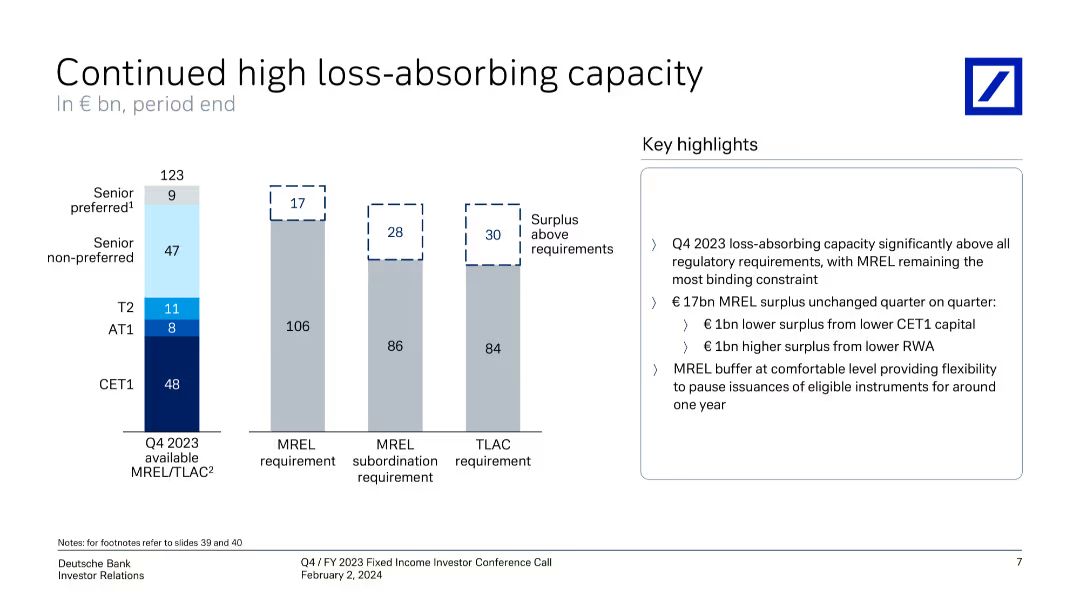 Continued high loss-absorbing capacity
In € bn, period end
123
Senior
preferred¹
9
Senior
non-preferred
47
T2
11
AT1
8
CET1
48
Q4 2023
available
MREL/TLAC²
17
106
MREL
requirement
28
86
MREL
subordination
requirement
30
84
TLAC
requirement
Surplus
above
requirements
Key highlights
〉 Q4 2023 loss-absorbing capacity significantly above all
regulatory requirements, with MREL remaining the
most binding constraint
〉 € 17bn MREL surplus unchanged quarter on quarter:
〉 € 1bn lower surplus from lower CET1 capital
〉 € 1bn higher surplus from lower RWA
〉 MREL buffer at comfortable level providing flexibility
to pause issuances of eligible instruments for around
one year
Notes: for footnotes refer to slides 39 and 40
Deutsche Bank
Investor Relations
Q4 / FY 2023 Fixed Income Investor Conference Call
February 2, 2024
7